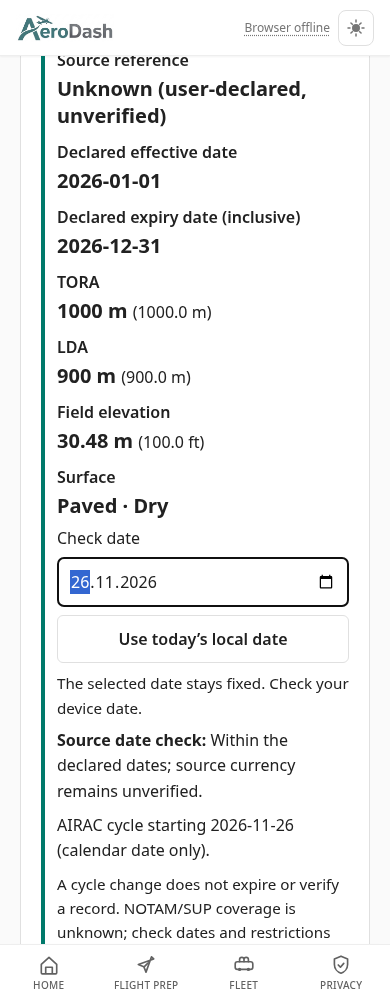 AeroDash
Browser offline
Source reference
Unknown (user-declared,
unverified)
Declared effective date
2026-01-01
Declared expiry date (inclusive)
2026-12-31
TORA
1000 m (1000.0 m)
LDA
900 m (900.0 m)
Field elevation
30.48 m (100.0 ft)
Surface
Paved · Dry
Check date
26.11.2026
Use today’s local date
The selected date stays fixed. Check your
device date.
Source date check: Within the
declared dates; source currency
remains unverified.
AIRAC cycle starting 2026-11-26
(calendar date only).
A cycle change does not expire or verify
a record. NOTAM/SUP coverage is
unknown; check dates and restrictions
HOME
FLIGHT PREP
FLEET
PRIVACY